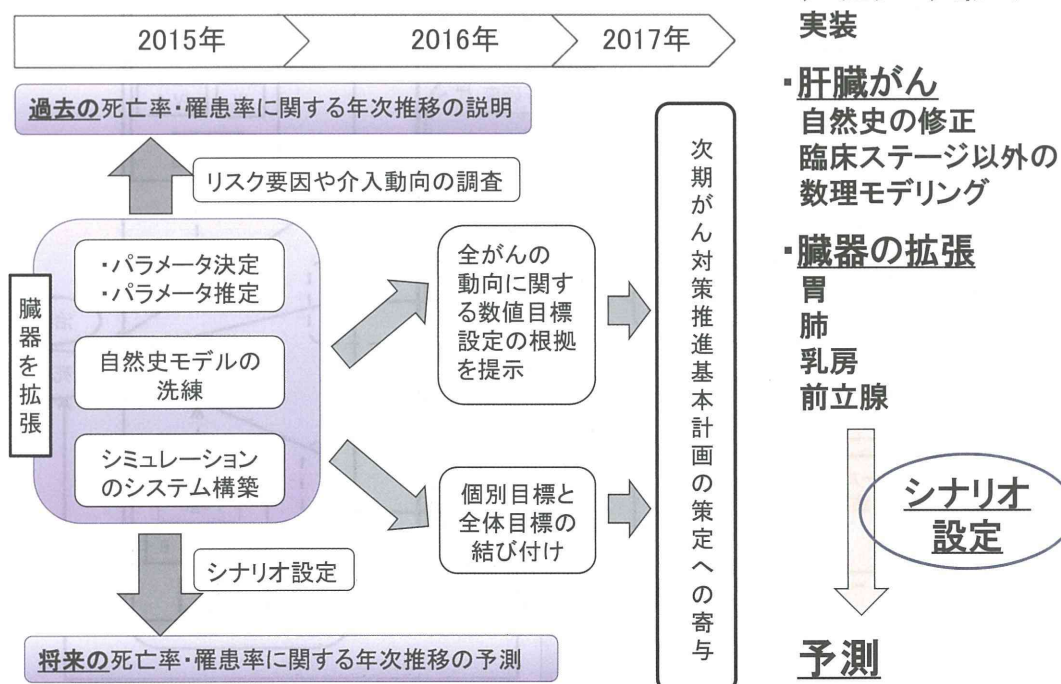 2015年
2016年
2017年
過去の死亡率・罹患率に関する年次推移の説明
リスク要因や介入動向の調査
臓器を拡張
・パラメータ決定
・パラメータ推定
自然史モデルの
洗練
シミュレーション
のシステム構築
シナリオ設定
将来の死亡率・罹患率に関する年次推移の予測
全がんの
動向に関す
る数値目標
設定の根拠
を提示
個別目標と
全体目標の
結び付け
次期がん対策推進基本計画の策定への寄与
実装
・肝臓がん
自然史の修正
臨床ステージ以外の
数理モデリング
・臓器の拡張
胃
肺
乳房
前立腺
シナリオ
設定
予測